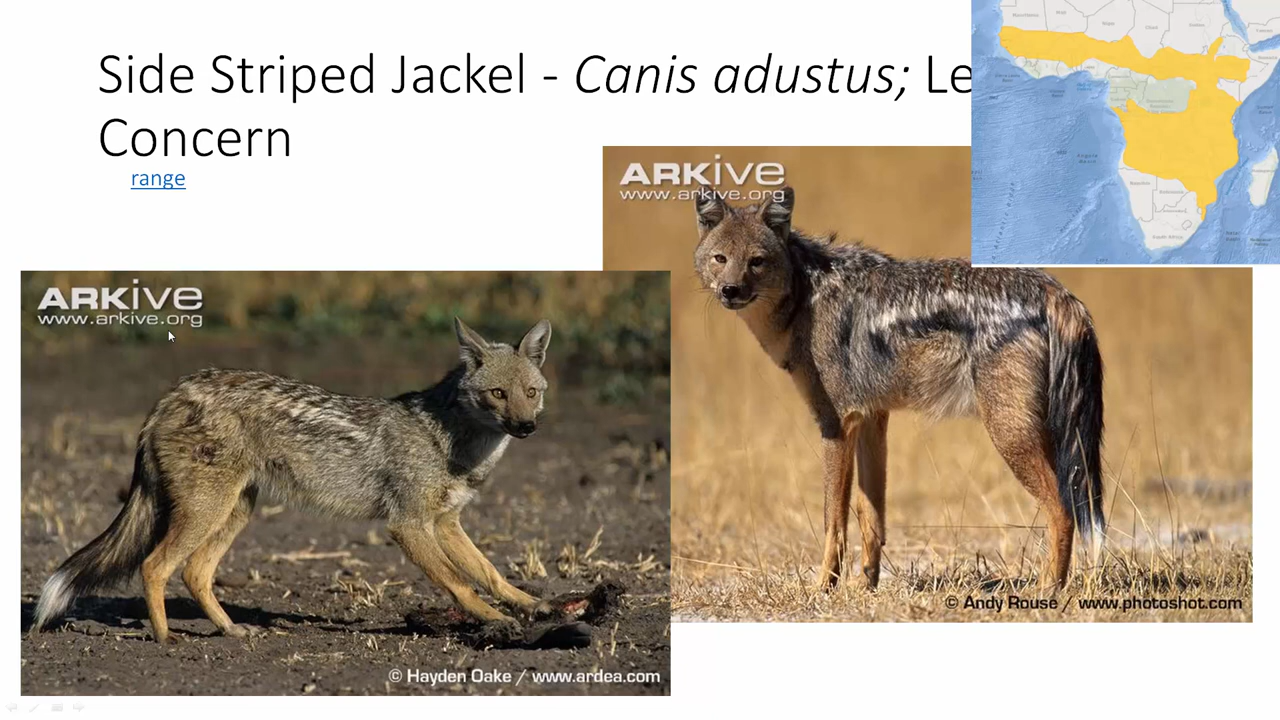 Side Striped Jackel - Canis adustus; Le
Concern
range
ARKive
www.arkive.org
ARKive
www.arkive.org
© Andy Rouse / www.photoshot.com
© Hayden Oake / www.ardea.com